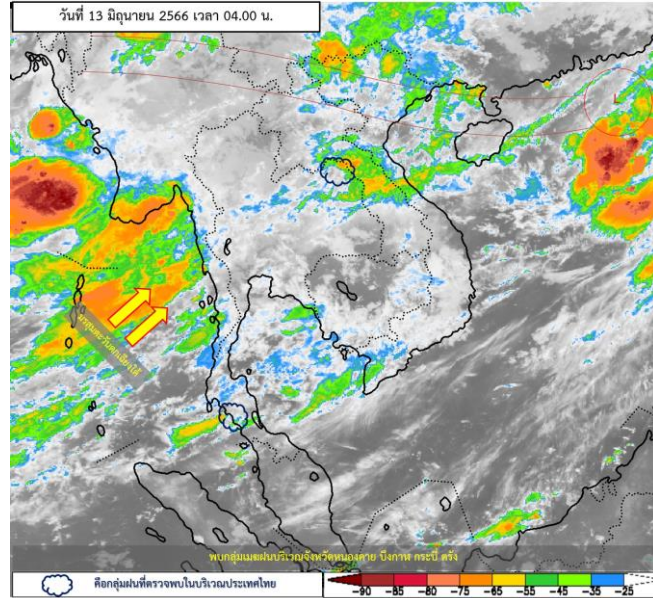 วันที่ 13 มิถุนายน 2566 เวลา 04.00 น.
L
มรสุมตะวันตกเฉียงใต้
พบกลุ่มเมฆฝนบริเวณจังหวัดหนองคาย บึงกาฬ กระบี่ ตรัง
คือกลุ่มฝนที่ตรวจพบในบริเวณประเทศไทย
-90 -85 -80 -70 -60 -55 -45 -35 -25